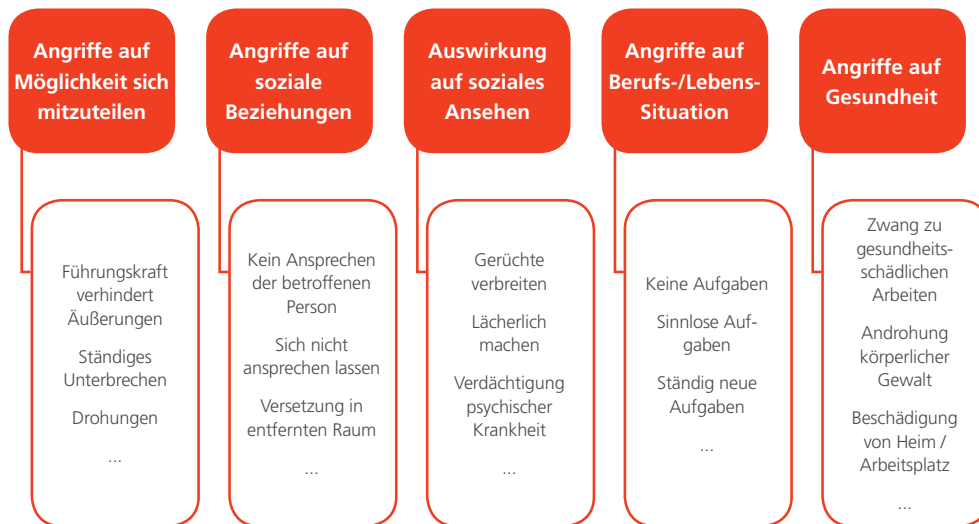 Angriffe auf
Möglichkeit sich
mitzuteilen
Führungskraft
verhindert
Äußerungen
Ständiges
Unterbrechen
Drohungen
...
Angriffe auf
soziale
Beziehungen
Kein Ansprechen
der betroffenen
Person
Sich nicht
ansprechen lassen
Versetzung in
entfernten Raum
...
Auswirkung
auf soziales
Ansehen
Gerüchte
verbreiten
Lächerlich
machen
Verdächtigung
psychischer
Krankheit
...
Angriffe auf
Berufs-/Lebens-
Situation
Keine Aufgaben
Sinnlose Auf-
gaben
Ständig neue
Aufgaben
...
Angriffe auf
Gesundheit
Zwang zu
gesundheits-
schädlichen
Arbeiten
Androhung
körperlicher
Gewalt
Beschädigung
von Heim /
Arbeitsplatz
...